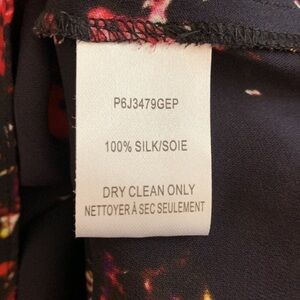 P6J3479GEP
100% SILK/SOIE
DRY CLEAN ONLY
NETTOYER À SEC SEULEMENT